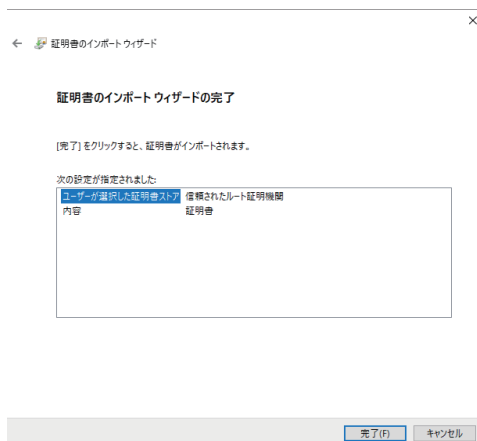 証明書のインポート ウィザード
証明書のインポート ウィザードの完了
[完了] をクリックすると、証明書がインポートされます。
次の設定が指定されました:
ユーザーが選択した証明書ストア 信頼されたルート証明機関
内容 証明書
完了(F) キャンセル